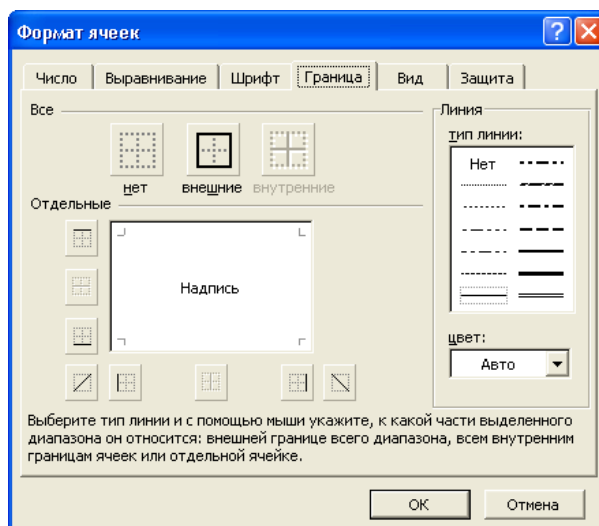 Формат ячеек
Число Выравнивание Шрифт Граница Вид Защита
Все
нет внешние внутренние
Отдельные
Надпись
Линия
тип линии:
Нет
цвет:
Авто
Выберите тип линии и с помощью мыши укажите, к какой части выделенного
диапазона он относится: внешней границе всего диапазона, всем внутренним
границам ячеек или отдельной ячейке.
ОК Отмена